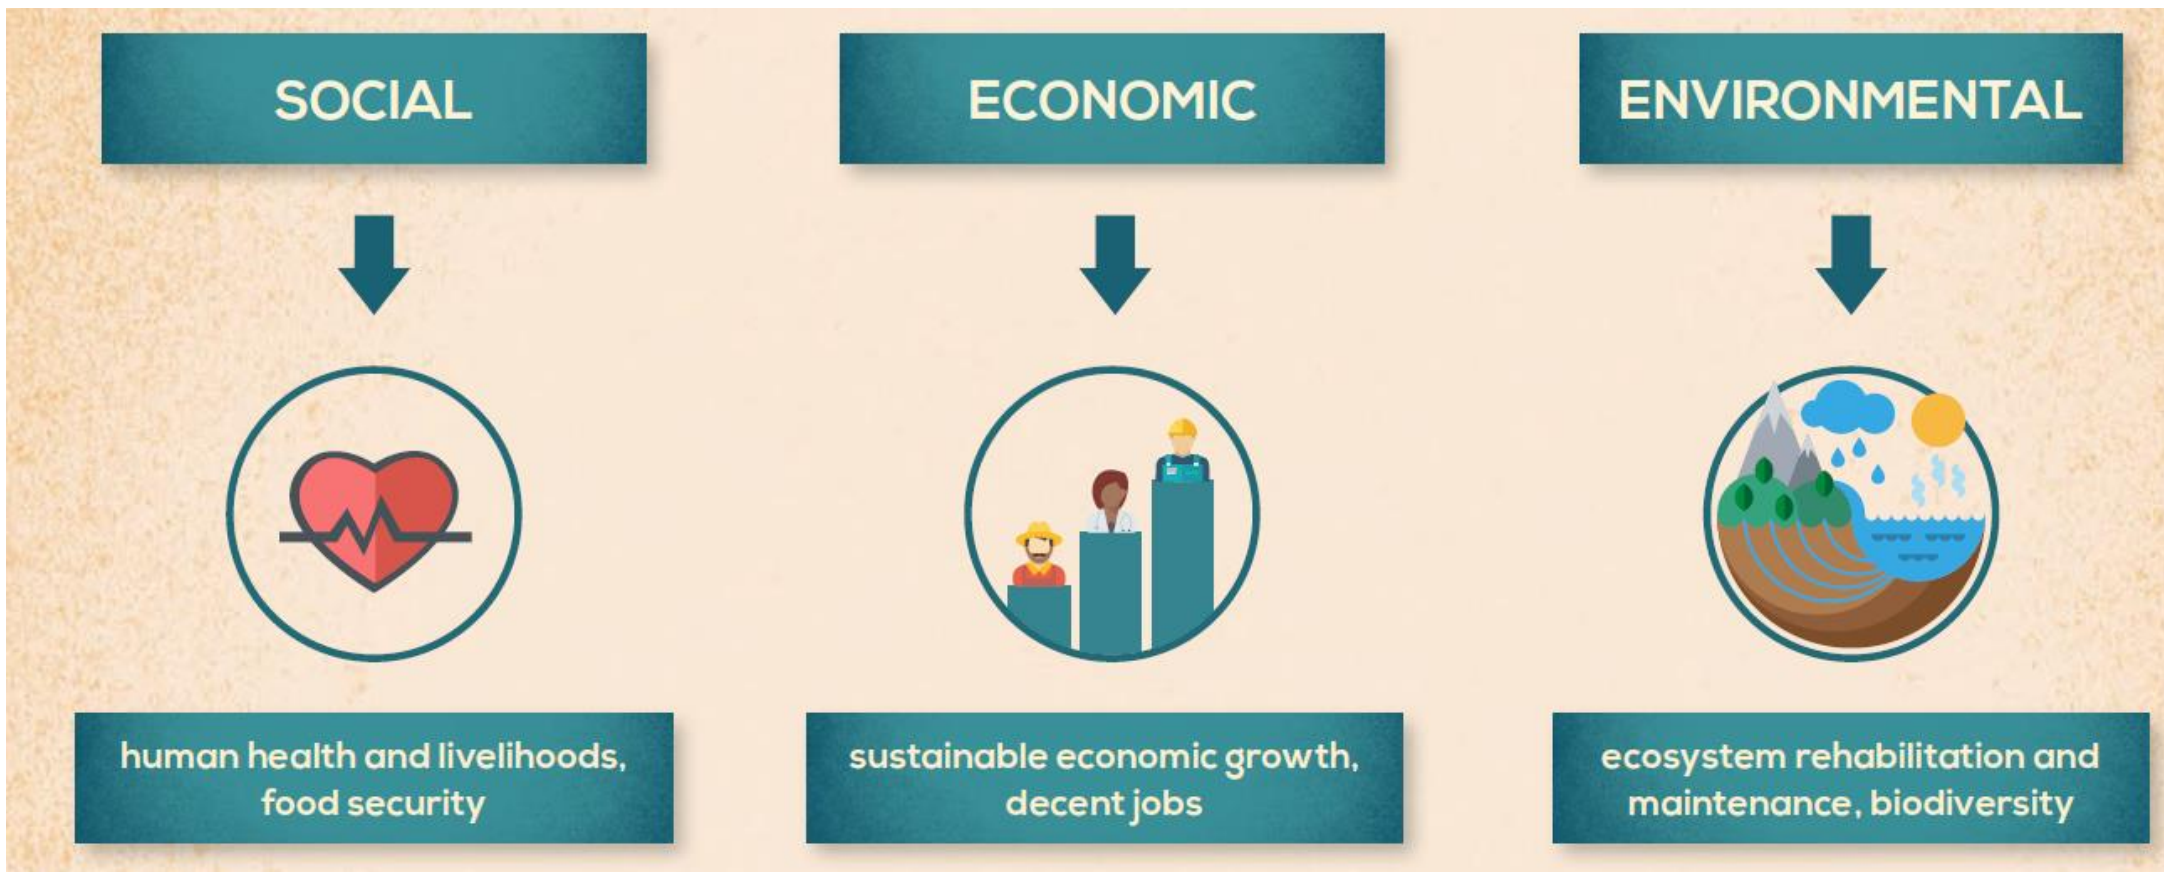 SOCIAL
ECONOMIC
ENVIRONMENTAL
human health and livelihoods,
food security
sustainable economic growth,
decent jobs
ecosystem rehabilitation and
maintenance, biodiversity